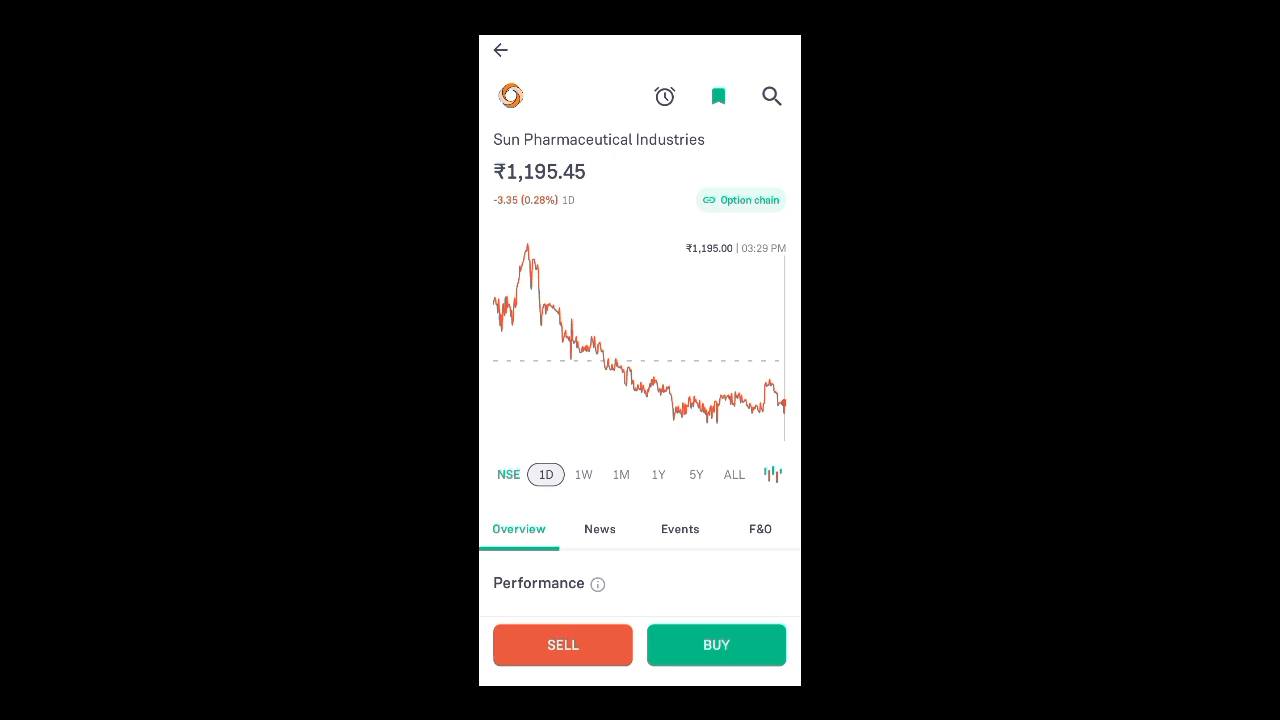 Sun Pharmaceutical Industries
₹1,195.45
-3.35 (0.28%) 1D
Option chain
₹1,195.00 | 03:29 PM
NSE 1D 1W 1M 1Y 5Y ALL
Overview News Events F&O
Performance
SELL BUY